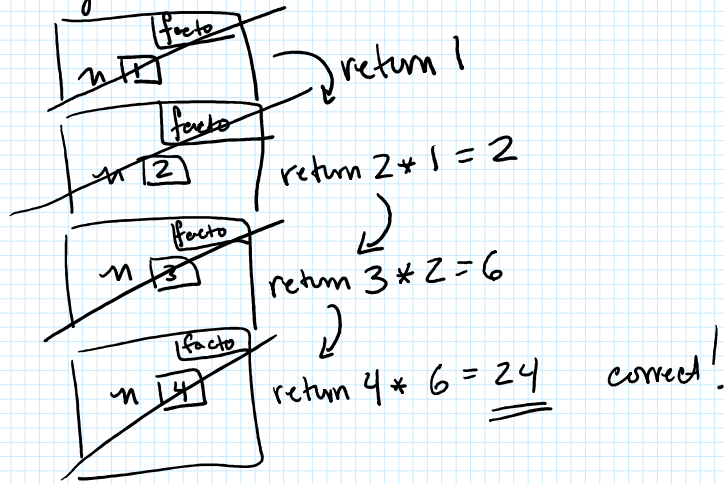 facto
n 1 return 1
facto
n 2 return 2 * 1 = 2
facto
n 3 return 3 * 2 = 6
facto
n 4 return 4 * 6 = 24 correct!